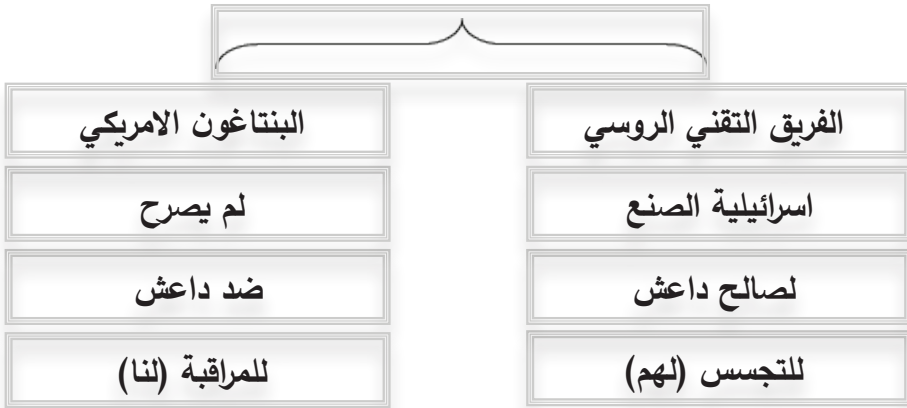 الفريق التقني الروسي
البنتاغون الامريكي
اسرائيلية الصنع
لم يصرح
لصالح داعش
ضد داعش
للتجسس (لهم)
للمراقبة (لنا)